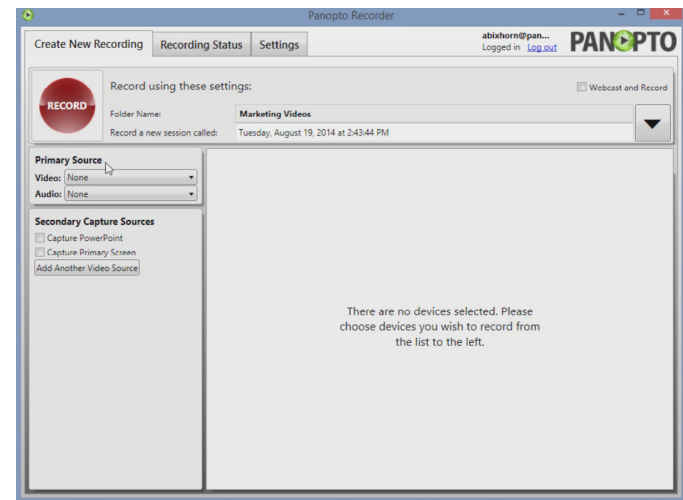 Panopto Recorder
Create New Recording Recording Status Settings
abixhorn@pan...
Logged in Log out
PANOPTO
RECORD
Record using these settings:
Webcast and Record
Folder Name: Marketing Videos
Record a new session called: Tuesday, August 19, 2014 at 2:43:44 PM
Primary Source
Video: None
Audio: None
Secondary Capture Sources
Capture PowerPoint
Capture Primary Screen
Add Another Video Source
There are no devices selected. Please
choose devices you wish to record from
the list to the left.